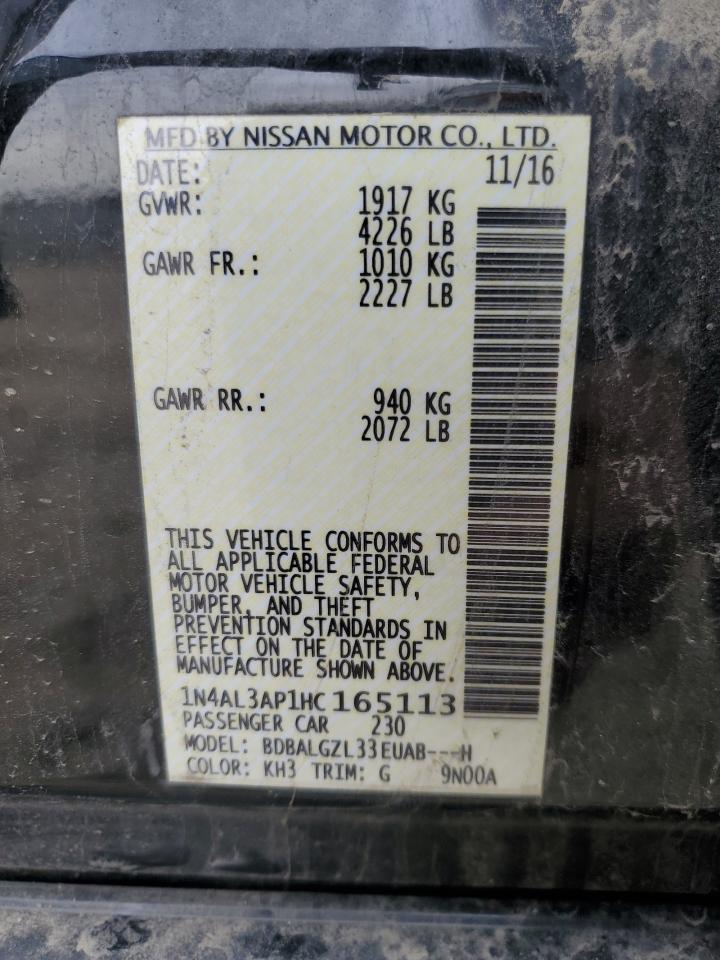 MFD BY NISSAN MOTOR CO., LTD.
DATE: 11/16
GVWR: 1917 KG
4226 LB
GAWR FR.: 1010 KG
2227 LB
GAWR RR.: 940 KG
2072 LB
THIS VEHICLE CONFORMS TO
ALL APPLICABLE FEDERAL
MOTOR VEHICLE SAFETY,
BUMPER, AND THEFT
PREVENTION STANDARDS IN
EFFECT ON THE DATE OF
MANUFACTURE SHOWN ABOVE.
1N4AL3AP1HC165113
PASSENGER CAR 230
MODEL: BDBALGZL33EUAB---H
COLOR: KH3 TRIM: G 9N00A